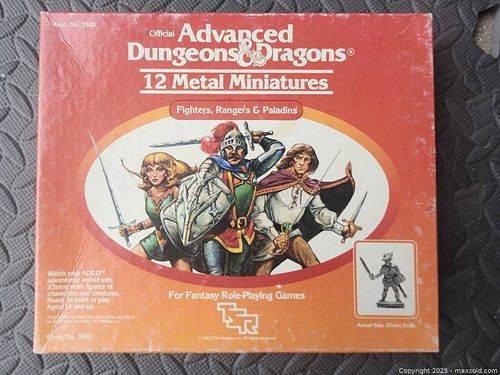 Asst. No. 5500
Official Advanced
Dungeons & Dragons®
12 Metal Miniatures
Fighters, Rangers & Paladins
Watch your AD&D™
adventures unfold with
25mm scale figures of
characters and creatures.
Ready to paint or play.
Ages 14 and up.
For Fantasy Role-Playing Games
TSR
Actual Size: 25mm Scale
Stock No. 5501
Copyright © 2025 - maxsold.com